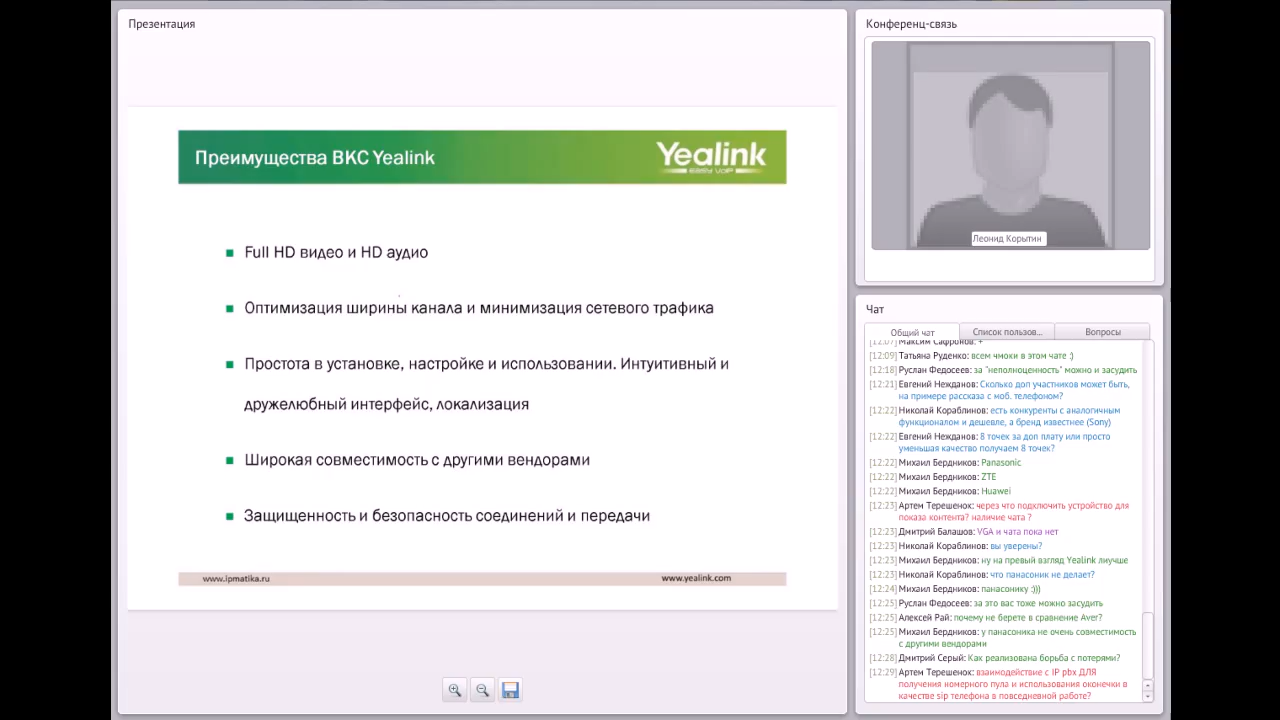 Презентация
Преимущества ВКС Yealink
Yealink
EASY VOIP
Full HD видео и HD аудио
Оптимизация ширины канала и минимизация сетевого трафика
Простота в установке, настройке и использовании. Интуитивный и
дружелюбный интерфейс, локализация
Широкая совместимость с другими вендорами
Защищенность и безопасность соединений и передачи
www.ipmatika.ru
www.yealink.com
Конференц-связь
Леонид Корытин
Чат
Общий чат
Список пользов...
Вопросы
[12:07] Максим Сафронов: +
[12:09] Татьяна Руденко: всем чмоки в этом чате :)
[12:18] Руслан Федосеев: за "неполноценность" можно и засудить
[12:21] Евгений Нежданов: Сколько доп участников может быть,
на примере рассказа с моб. телефоном?
[12:22] Николай Кораблинов: есть конкуренты с аналогичным
функционалом и дешевле, а бренд известнее (Sony)
[12:22] Евгений Нежданов: 8 точек за доп плату или просто
уменьшая качество получаем 8 точек?
[12:22] Михаил Бердников: Panasonic
[12:22] Михаил Бердников: ZTE
[12:22] Михаил Бердников: Huawei
[12:23] Артем Терешенок: через что подключить устройство для
показа контента? наличие чата ?
[12:23] Дмитрий Балашов: VGA и чата пока нет
[12:23] Николай Кораблинов: вы уверены?
[12:23] Михаил Бердников: ну на превый взгляд Yealink лиучше
[12:23] Николай Кораблинов: что панасоник не делает?
[12:24] Михаил Бердников: панасонику :)))
[12:25] Руслан Федосеев: за это вас тоже можно засудить
[12:25] Алексей Рай: почему не берете в сравнение Aver?
[12:25] Михаил Бердников: у панасоника не очень совместимость
с другими вендорами
[12:28] Дмитрий Серый: Как реализована борьба с потерями?
[12:29] Артем Терешенок: взаимодействие с IP pbx ДЛЯ
получения номерного пула и использования оконечки в
качестве sip телефона в повседневной работе?